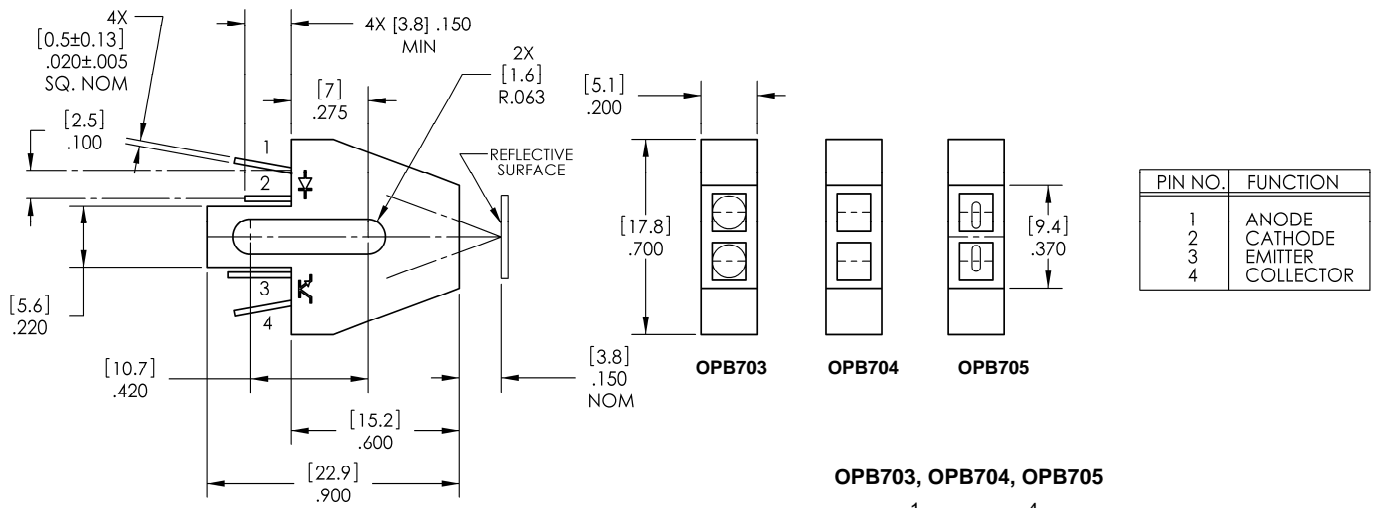 4X
[0.5±0.13]
.020±.005
SQ. NOM
4X [3.8] .150
MIN
2X
[1.6]
R.063
[7]
.275
[2.5]
.100
1
2
3
4
REFLECTIVE
SURFACE
[5.6]
.220
[10.7]
.420
[15.2]
.600
[22.9]
.900
[3.8]
.150
NOM
[5.1]
.200
[17.8]
.700
[9.4]
.370
OPB703
OPB704
OPB705
PIN NO. FUNCTION
1 ANODE
2 CATHODE
3 EMITTER
4 COLLECTOR
OPB703, OPB704, OPB705
1 4